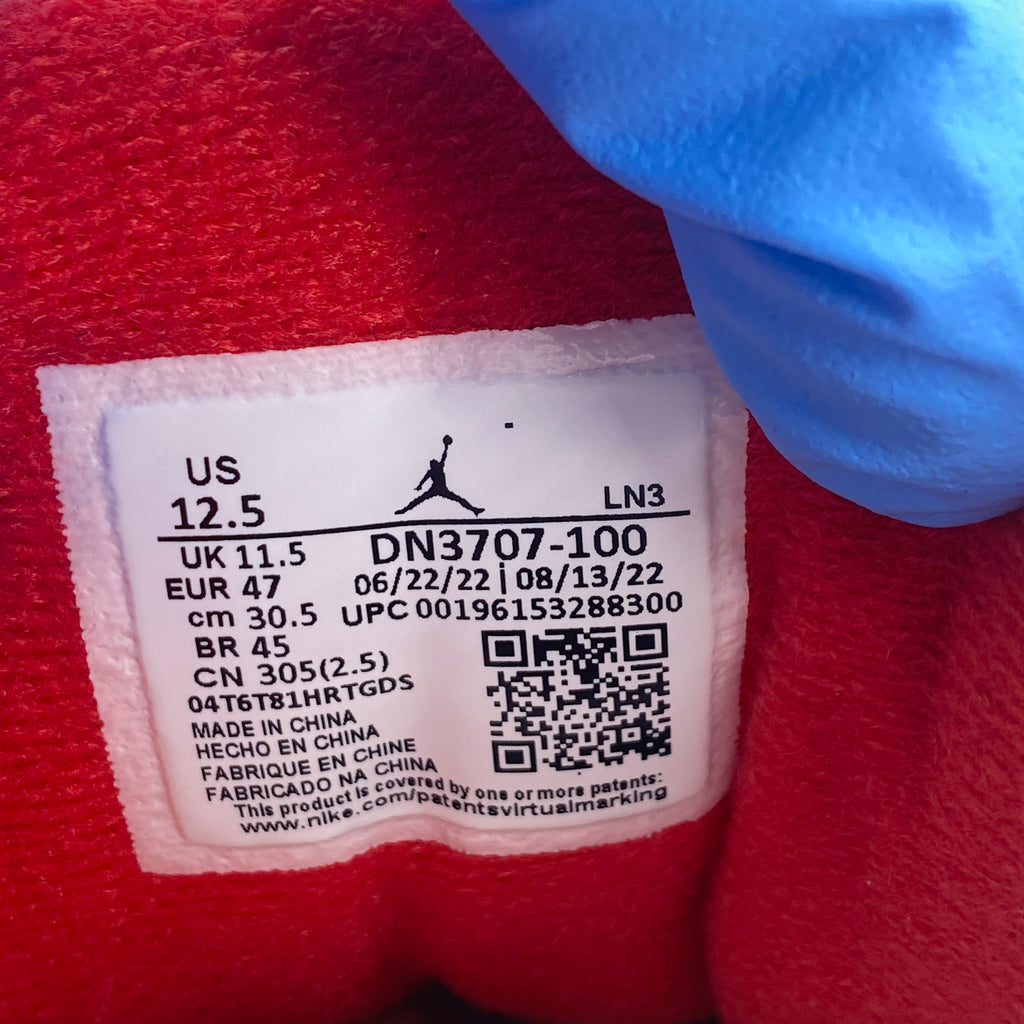 US
12.5
LN3
UK 11.5
DN3707-100
EUR 47
06/22/22 | 08/13/22
cm 30.5
UPC 00196153288300
BR 45
CN 305(2.5)
04T6T81HRTGDS
MADE IN CHINA
HECHO EN CHINA
FABRIQUE EN CHINE
FABRICADO NA CHINA
This product is covered by one or more patents:
www.nike.com/patentsvirtualmarking